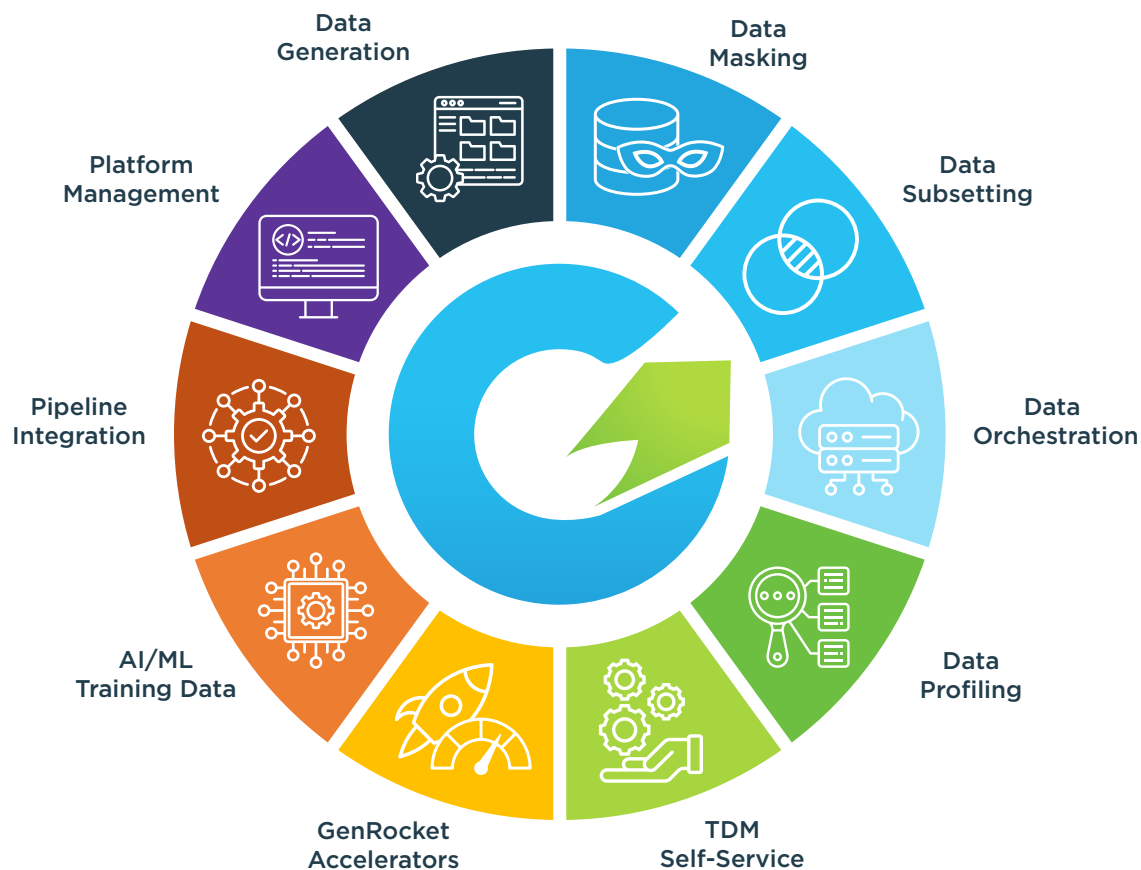 Data
Generation
Data
Masking
Data
Subsetting
Data
Orchestration
Data
Profiling
TDM
Self-Service
GenRocket
Accelerators
AI/ML
Training Data
Pipeline
Integration
Platform
Management
</>